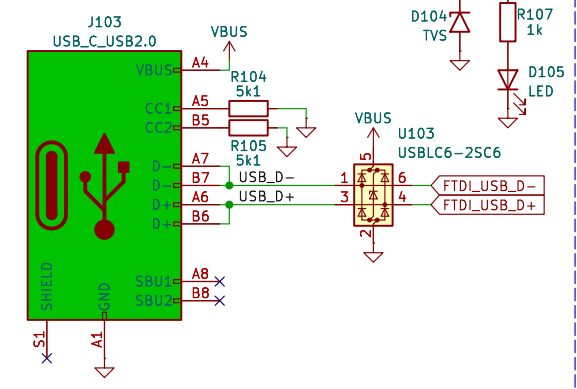 J103
USB_C_USB2.0
VBUS
A4
VBUS
D104
TVS
R107
1k
R104
5k1
CC1
A5
CC2
B5
R105
5k1
D105
LED
VBUS
U103
USBLC6-2SC6
D-
A7
D-
B7
USB_D-
D+
A6
USB_D+
D+
B6
5
1
6
3
4
2
FTDI_USB_D-
FTDI_USB_D+
SBU1
A8
SBU2
B8
SHIELD
GND
S1
A1